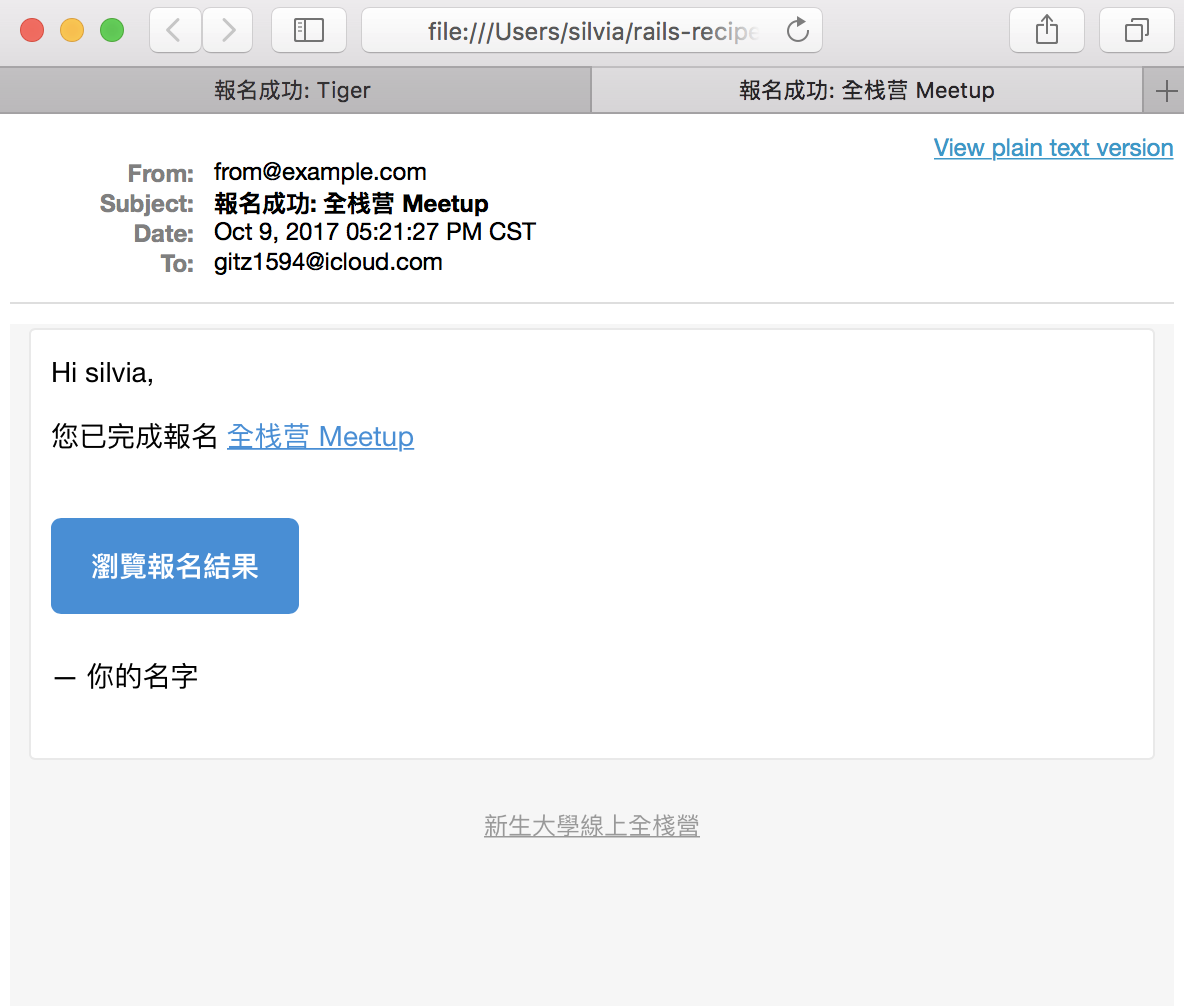 file:///Users/silvia/rails-recipe
報名成功: Tiger
報名成功: 全栈营 Meetup
View plain text version
From: from@example.com
Subject: 報名成功: 全栈营 Meetup
Date: Oct 9, 2017 05:21:27 PM CST
To: gitz1594@icloud.com
Hi silvia,
您已完成報名 全栈营 Meetup
瀏覽報名結果
— 你的名字
新生大學線上全棧營